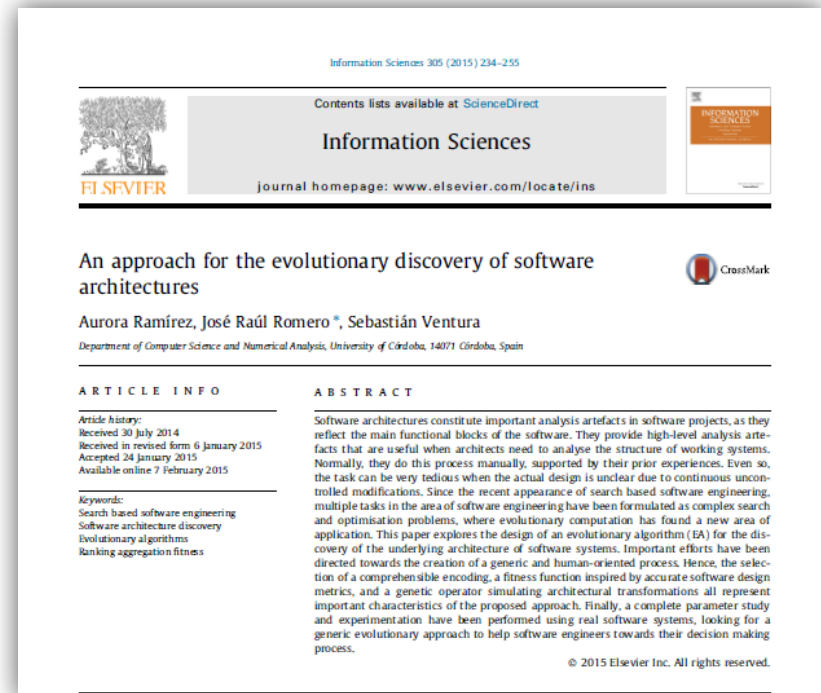 Information Sciences 305 (2015) 234–255
Contents lists available at ScienceDirect
Information Sciences
journal homepage: www.elsevier.com/locate/ins
ELSEVIER
INFORMATION
SCIENCES
An approach for the evolutionary discovery of software
architectures
CrossMark
Aurora Ramírez, José Raúl Romero *, Sebastián Ventura
Department of Computer Science and Numerical Analysis, University of Córdoba, 14071 Córdoba, Spain
ARTICLE INFO
Article history:
Received 30 July 2014
Received in revised form 6 January 2015
Accepted 24 January 2015
Available online 7 February 2015
Keywords:
Search based software engineering
Software architecture discovery
Evolutionary algorithms
Ranking aggregation fitness
ABSTRACT
Software architectures constitute important analysis artefacts in software projects, as they
reflect the main functional blocks of the software. They provide high-level analysis arte-
facts that are useful when architects need to analyse the structure of working systems.
Normally, they do this process manually, supported by their prior experiences. Even so,
the task can be very tedious when the actual design is unclear due to continuous uncon-
trolled modifications. Since the recent appearance of search based software engineering,
multiple tasks in the area of software engineering have been formulated as complex search
and optimisation problems, where evolutionary computation has found a new area of
application. This paper explores the design of an evolutionary algorithm (EA) for the dis-
covery of the underlying architecture of software systems. Important efforts have been
directed towards the creation of a generic and human-oriented process. Hence, the selec-
tion of a comprehensible encoding, a fitness function inspired by accurate software design
metrics, and a genetic operator simulating architectural transformations all represent
important characteristics of the proposed approach. Finally, a complete parameter study
and experimentation have been performed using real software systems, looking for a
generic evolutionary approach to help software engineers towards their decision making
process.
© 2015 Elsevier Inc. All rights reserved.